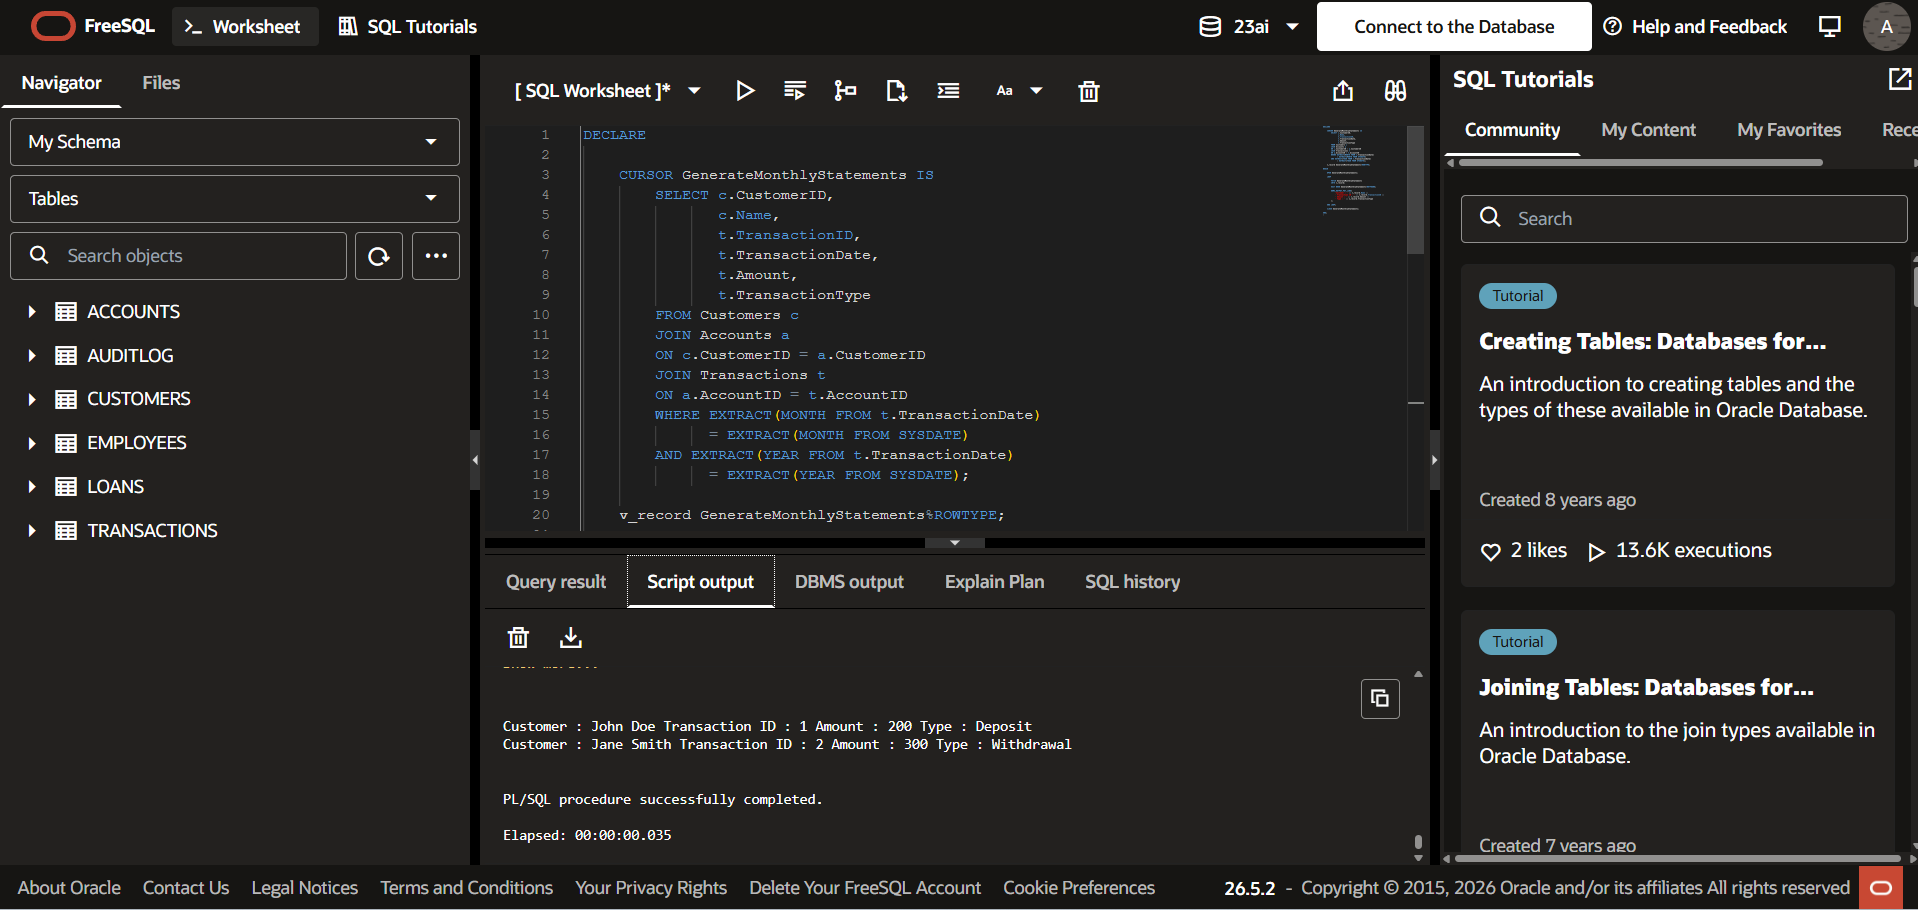 FreeSQL
Worksheet
SQL Tutorials
23ai
Connect to the Database
Help and Feedback
A
Navigator
Files
My Schema
Tables
Search objects
ACCOUNTS
AUDITLOG
CUSTOMERS
EMPLOYEES
LOANS
TRANSACTIONS
[ SQL Worksheet ]*
Aa
1 DECLARE
2
3 CURSOR GenerateMonthlyStatements IS
4 SELECT c.CustomerID,
5 c.Name,
6 t.TransactionID,
7 t.TransactionDate,
8 t.Amount,
9 t.TransactionType
10 FROM Customers c
11 JOIN Accounts a
12 ON c.CustomerID = a.CustomerID
13 JOIN Transactions t
14 ON a.AccountID = t.AccountID
15 WHERE EXTRACT(MONTH FROM t.TransactionDate)
16 = EXTRACT(MONTH FROM SYSDATE)
17 AND EXTRACT(YEAR FROM t.TransactionDate)
18 = EXTRACT(YEAR FROM SYSDATE);
19
20 v_record GenerateMonthlyStatements%ROWTYPE;
Query result
Script output
DBMS output
Explain Plan
SQL history
Customer : John Doe Transaction ID : 1 Amount : 200 Type : Deposit
Customer : Jane Smith Transaction ID : 2 Amount : 300 Type : Withdrawal
PL/SQL procedure successfully completed.
Elapsed: 00:00:00.035
SQL Tutorials
Community
My Content
My Favorites
Rece
Search
Tutorial
Creating Tables: Databases for...
An introduction to creating tables and the
types of these available in Oracle Database.
Created 8 years ago
2 likes
13.6K executions
Tutorial
Joining Tables: Databases for...
An introduction to the join types available in
Oracle Database.
Created 7 years ago
About Oracle
Contact Us
Legal Notices
Terms and Conditions
Your Privacy Rights
Delete Your FreeSQL Account
Cookie Preferences
26.5.2 - Copyright © 2015, 2026 Oracle and/or its affiliates All rights reserved